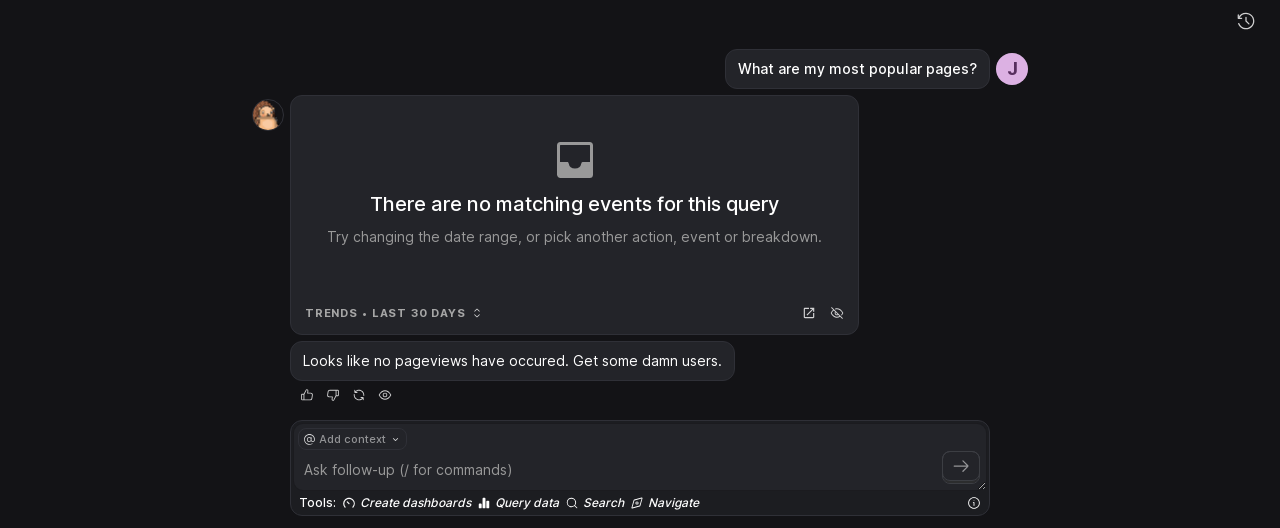 What are my most popular pages?
J
There are no matching events for this query
Try changing the date range, or pick another action, event or breakdown.
TRENDS • LAST 30 DAYS
Looks like no pageviews have occured. Get some damn users.
@ Add context
Ask follow-up (/ for commands)
Tools: Create dashboards Query data Search Navigate